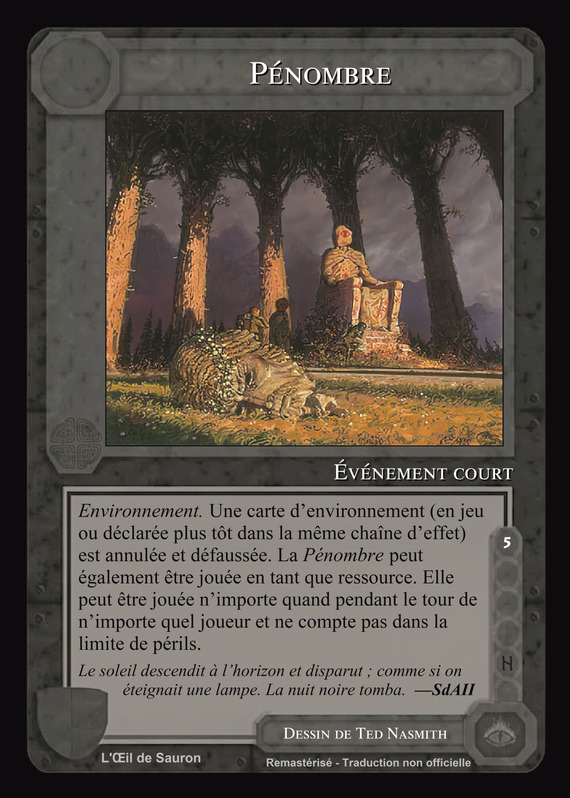 PÉNOMBRE
ÉVÉNEMENT COURT
Environnement. Une carte d’environnement (en jeu
ou déclarée plus tôt dans la même chaîne d’effet)
est annulée et défaussée. La Pénombre peut
également être jouée en tant que ressource. Elle
peut être jouée n’importe quand pendant le tour de
n’importe quel joueur et ne compte pas dans la
limite de périls.
5
H
Le soleil descendit à l’horizon et disparut ; comme si on
éteignait une lampe. La nuit noire tomba. —SdAII
DESSIN DE TED NASMITH
L'Œil de Sauron
Remastérisé - Traduction non officielle